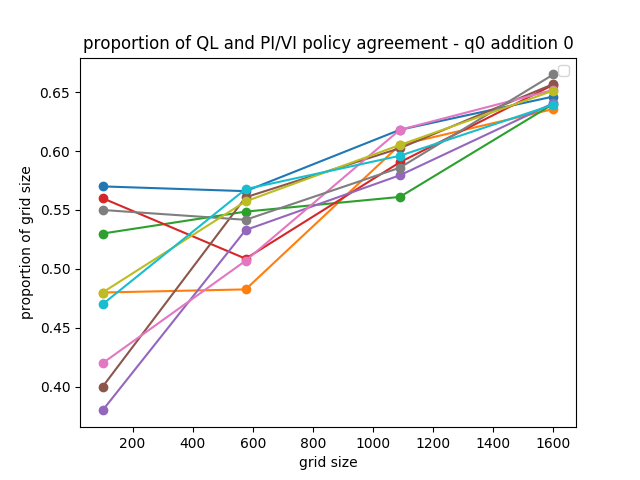 proportion of QL and PI/VI policy agreement - q0 addition 0
proportion of grid size
0.65
0.60
0.55
0.50
0.45
0.40
200 400 600 800 1000 1200 1400 1600
grid size